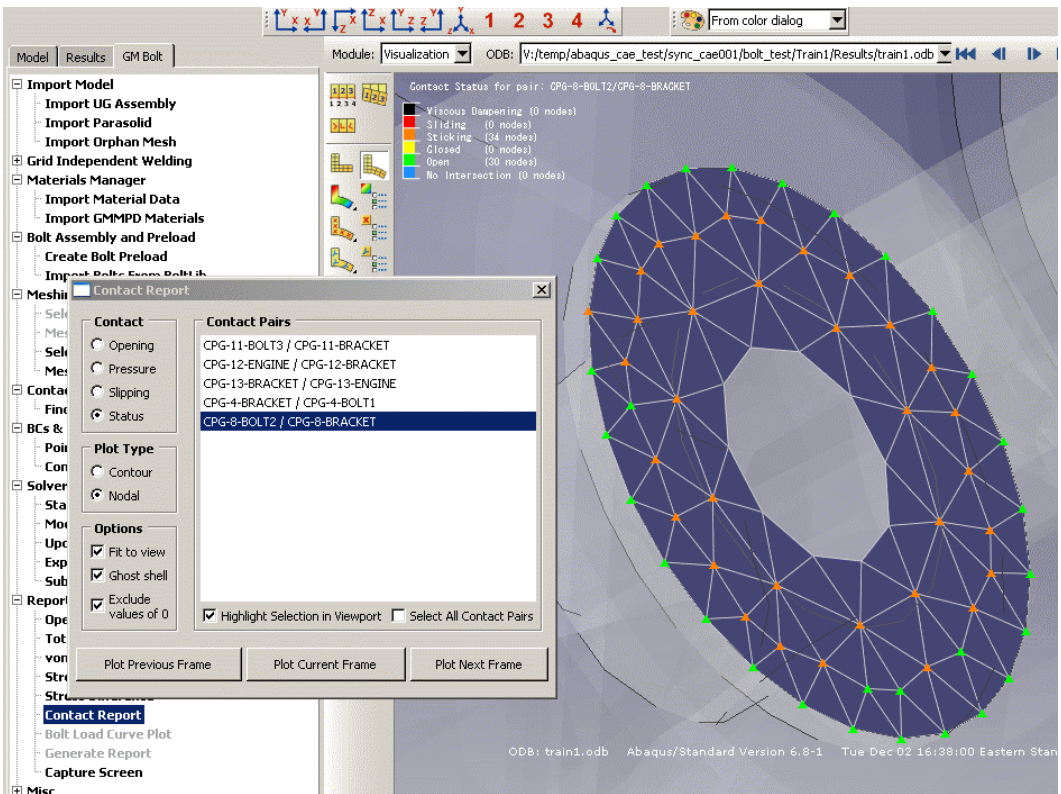 1 2 3 4
From color dialog
Model Results GM Bolt
Module: Visualization ODB: V:/temp/abaqus_cae_test/sync_cae001/bolt_test/Train1/Results/train1.odb
Import Model
Import UG Assembly
Import Parasolid
Import Orphan Mesh
Grid Independent Welding
Materials Manager
Import Material Data
Import GMMPD Materials
Bolt Assembly and Preload
Create Bolt Preload
Import Bolts From BoltLib
Contact Status for pair: CPG-8-BOLT2/CPG-8-BRACKET
Viscous Dampening (0 nodes)
Sliding (0 nodes)
Sticking (34 nodes)
Closed (0 nodes)
Open (30 nodes)
No Intersection (0 nodes)
Contact Report
Contact
Opening
Pressure
Slipping
Status
Plot Type
Contour
Nodal
Options
Fit to view
Ghost shell
Exclude
values of 0
Contact Pairs
CPG-11-BOLT3 / CPG-11-BRACKET
CPG-12-ENGINE / CPG-12-BRACKET
CPG-13-BRACKET / CPG-13-ENGINE
CPG-4-BRACKET / CPG-4-BOLT1
CPG-8-BOLT2 / CPG-8-BRACKET
Highlight Selection in Viewport Select All Contact Pairs
Plot Previous Frame Plot Current Frame Plot Next Frame
BCs &
Contact Report
Bolt Load Curve Plot
Generate Report
Capture Screen
Misc
ODB: train1.odb Abaqus/Standard Version 6.8-1 Tue Dec 02 16:38:00 Eastern Stan